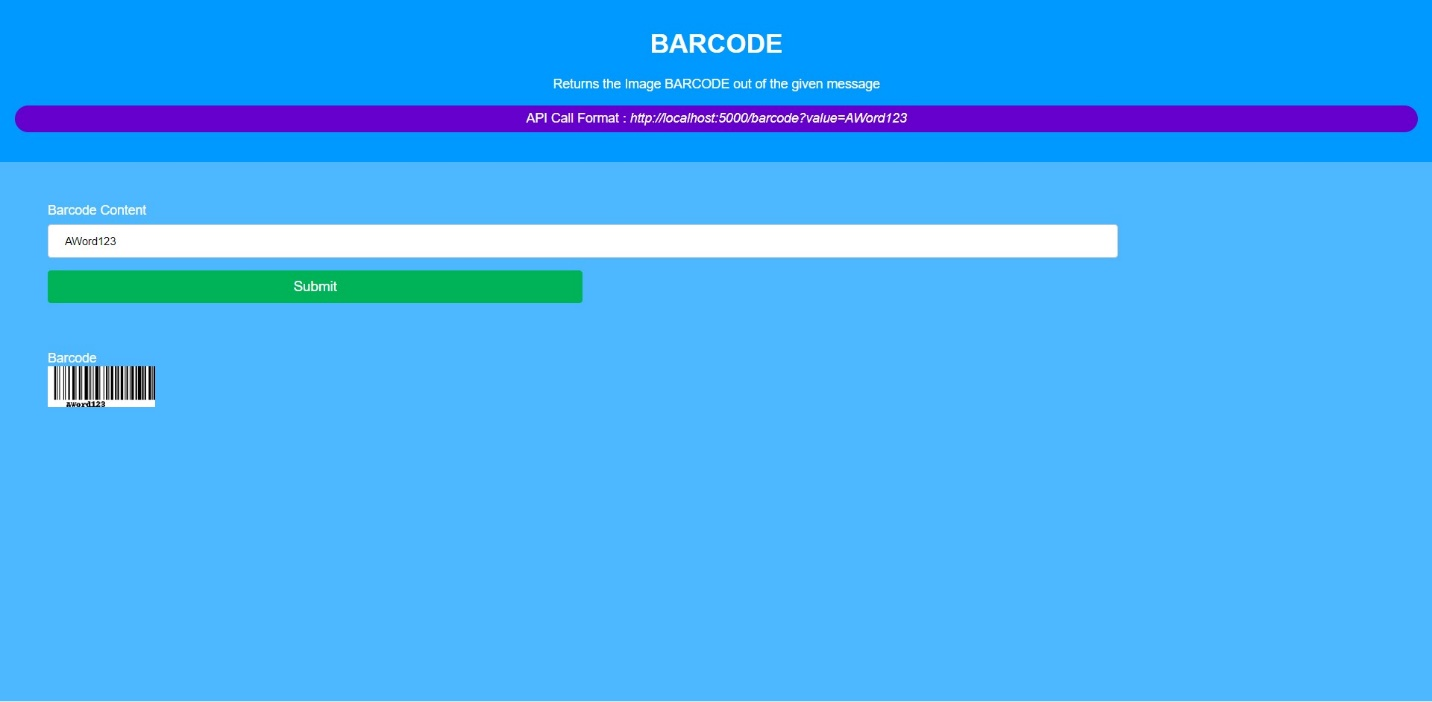 BARCODE
Returns the Image BARCODE out of the given message
API Call Format : http://localhost:5000/barcode?value=AWord123
Barcode Content
AWord123
Submit
Barcode
AWord123